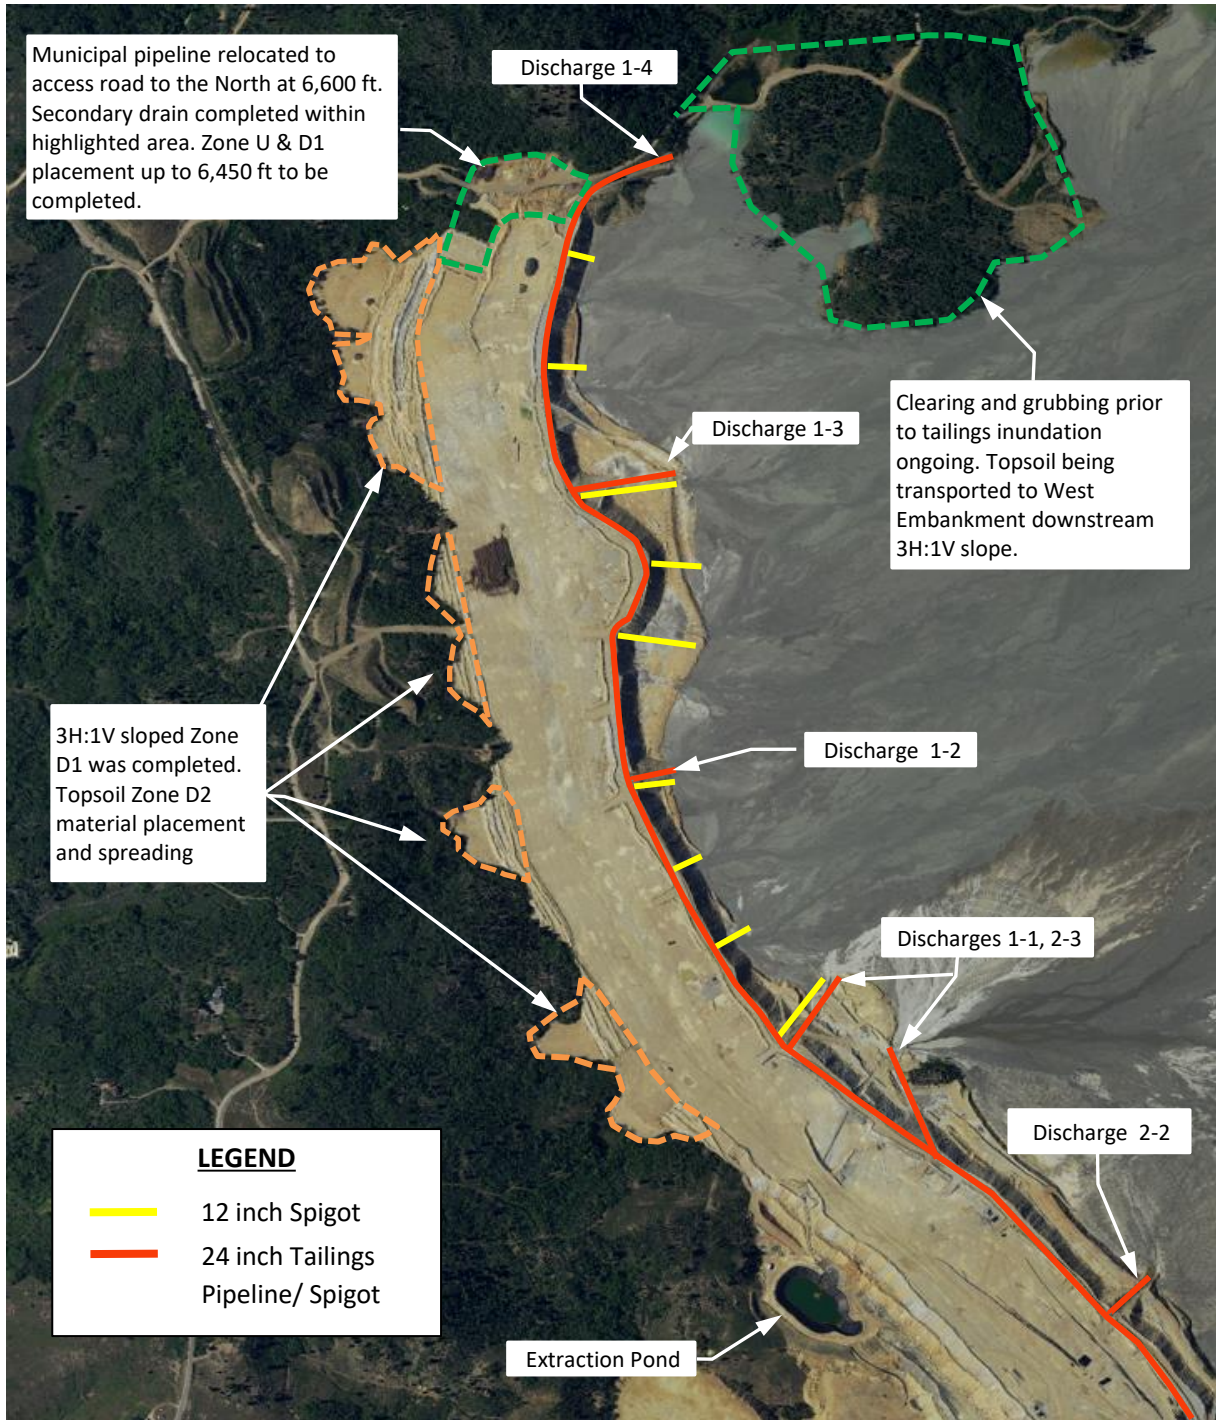 Municipal pipeline relocated to
access road to the North at 6,600 ft.
Secondary drain completed within
highlighted area. Zone U & D1
placement up to 6,450 ft to be
completed.
Discharge 1-4
Discharge 1-3
Clearing and grubbing prior
to tailings inundation
ongoing. Topsoil being
transported to West
Embankment downstream
3H:1V slope.
3H:1V sloped Zone
D1 was completed.
Topsoil Zone D2
material placement
and spreading
Discharge 1-2
Discharges 1-1, 2-3
Discharge 2-2
LEGEND
12 inch Spigot
24 inch Tailings
Pipeline/ Spigot
Extraction Pond